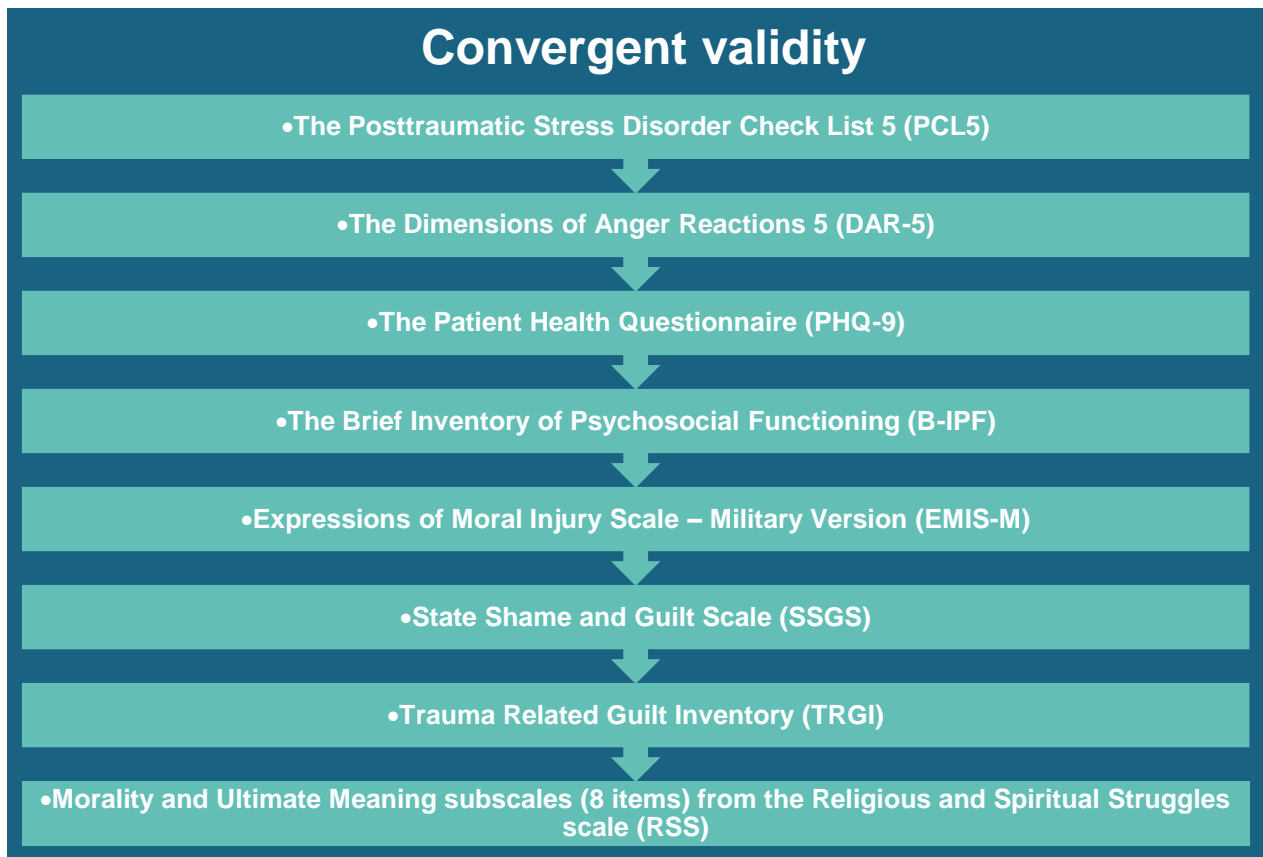 Convergent validity
•The Posttraumatic Stress Disorder Check List 5 (PCL5)
•The Dimensions of Anger Reactions 5 (DAR-5)
•The Patient Health Questionnaire (PHQ-9)
•The Brief Inventory of Psychosocial Functioning (B-IPF)
•Expressions of Moral Injury Scale – Military Version (EMIS-M)
•State Shame and Guilt Scale (SSGS)
•Trauma Related Guilt Inventory (TRGI)
•Morality and Ultimate Meaning subscales (8 items) from the Religious and Spiritual Struggles
scale (RSS)